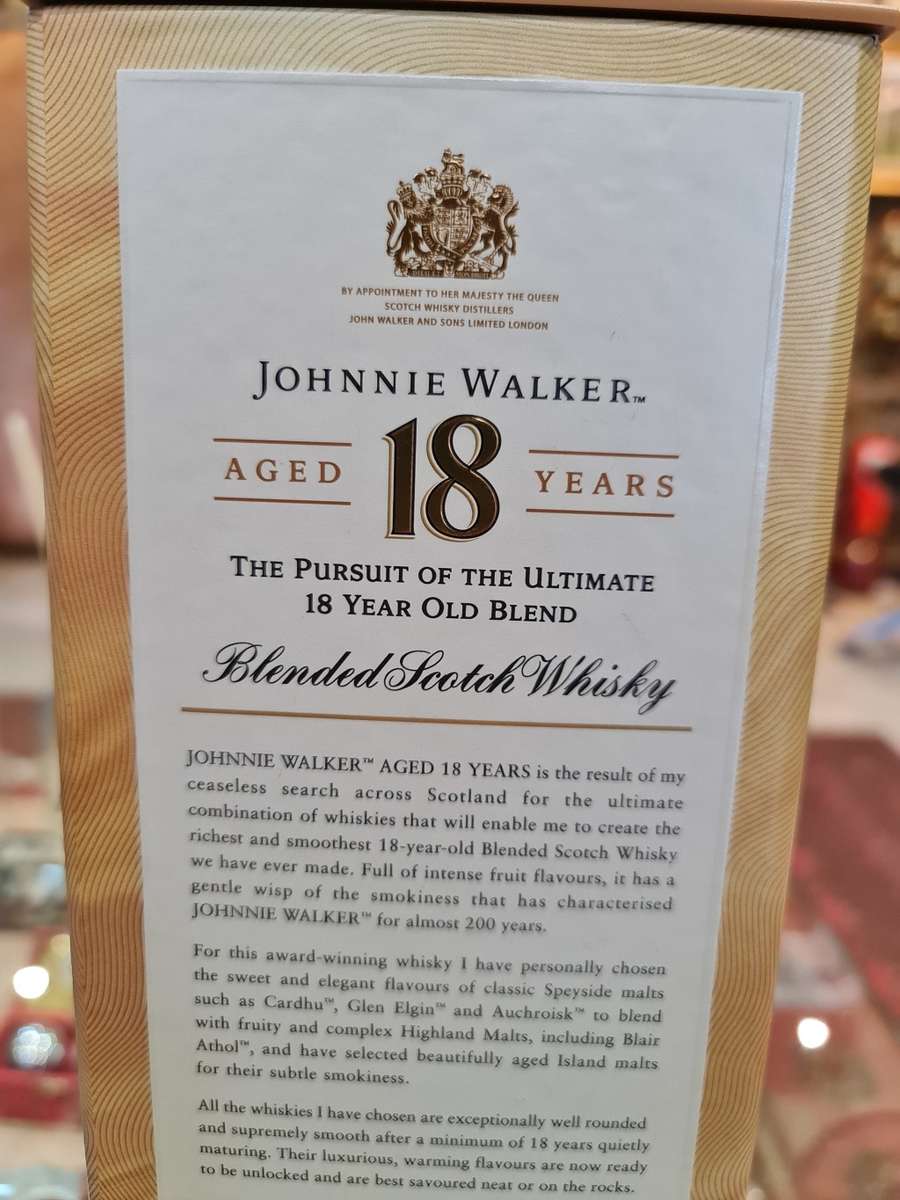 BY APPOINTMENT TO HER MAJESTY THE QUEEN
SCOTCH WHISKY DISTILLERS
JOHN WALKER AND SONS LIMITED LONDON
JOHNNIE WALKER™
AGED 18 YEARS
THE PURSUIT OF THE ULTIMATE
18 YEAR OLD BLEND
Blended Scotch Whisky
JOHNNIE WALKER™ AGED 18 YEARS is the result of my
ceaseless search across Scotland for the ultimate
combination of whiskies that will enable me to create the
richest and smoothest 18-year-old Blended Scotch Whisky
we have ever made. Full of intense fruit flavours, it has a
gentle wisp of the smokiness that has characterised
JOHNNIE WALKER™ for almost 200 years.
For this award-winning whisky I have personally chosen
the sweet and elegant flavours of classic Speyside malts
such as Cardhu™, Glen Elgin™ and Auchroisk™ to blend
with fruity and complex Highland Malts, including Blair
Athol™, and have selected beautifully aged Island malts
for their subtle smokiness.
All the whiskies I have chosen are exceptionally well rounded
and supremely smooth after a minimum of 18 years quietly
maturing. Their luxurious, warming flavours are now ready
to be unlocked and are best savoured neat or on the rocks.